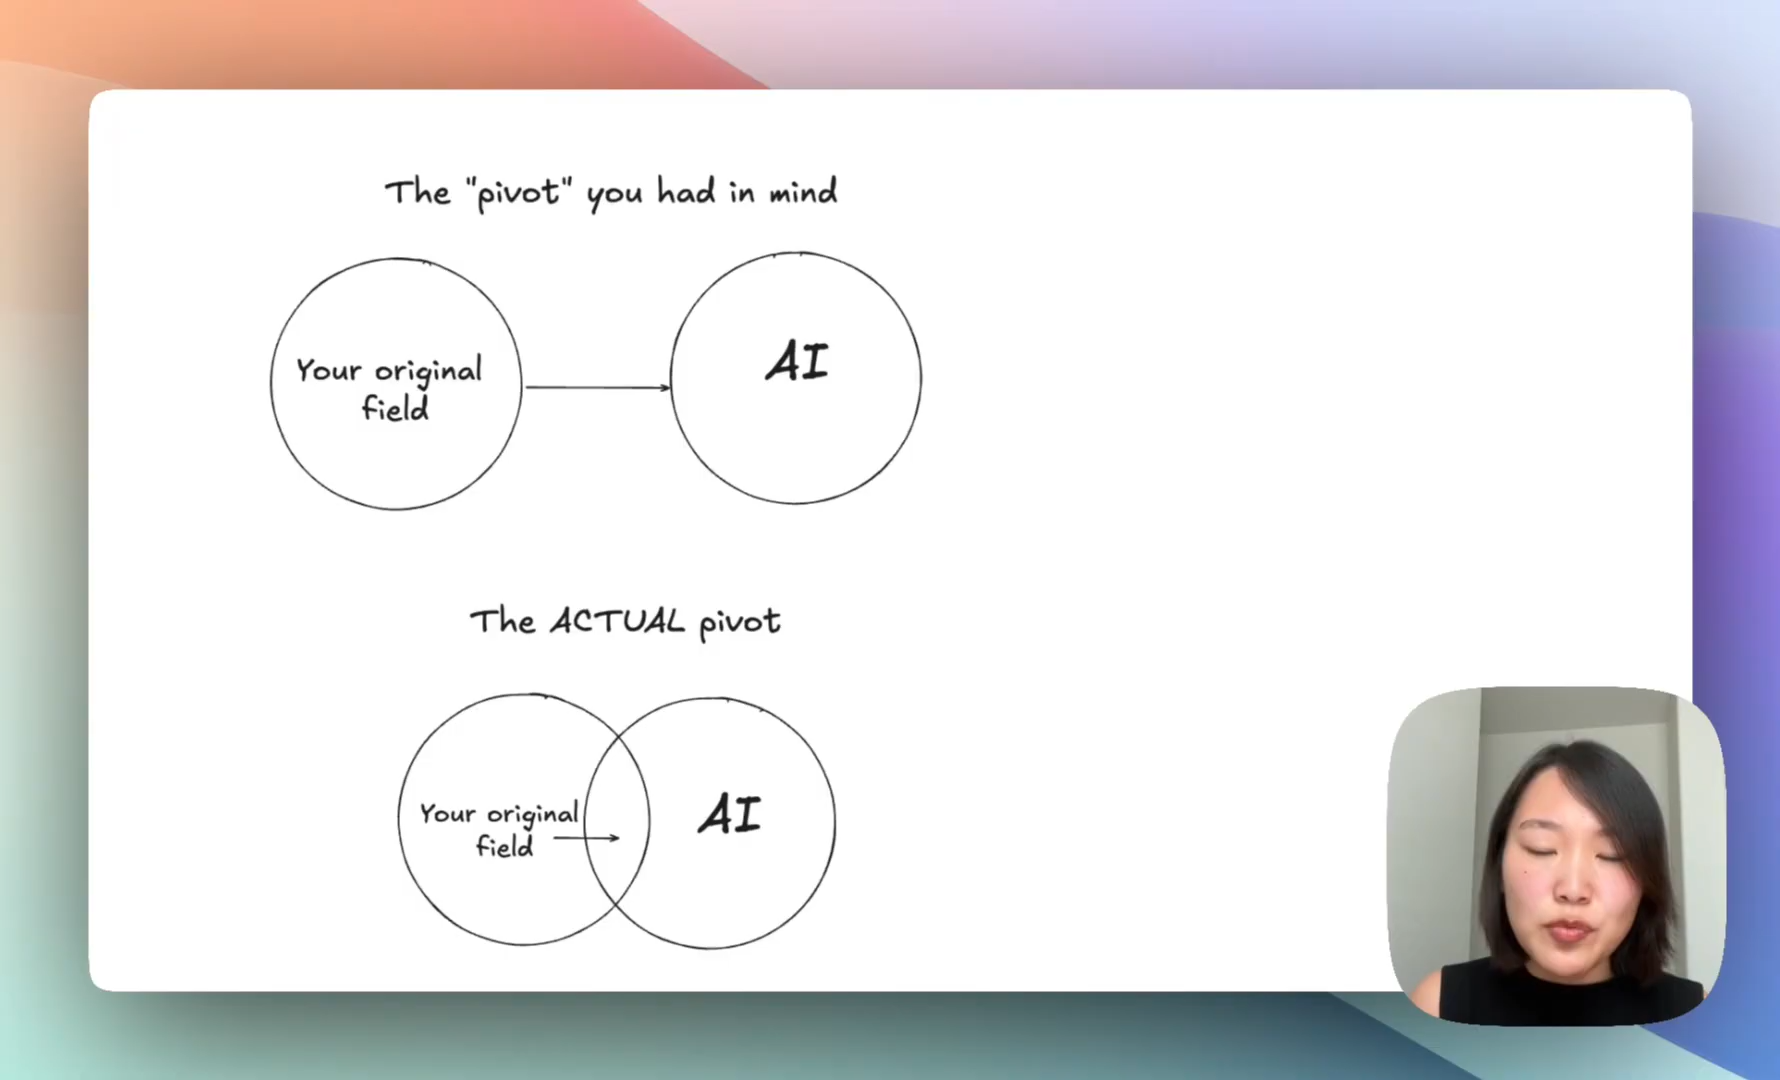 The "pivot" you had in mind
Your original
field
AI
The ACTUAL pivot
Your original
field
AI